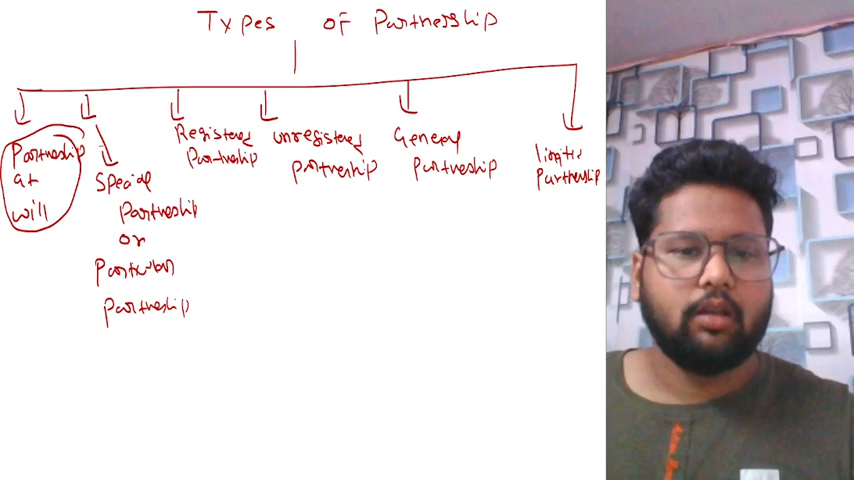 Types of Partnership
Partnership
at
will
Special
Partnership
or
Particular
Partnership
Registered
Partnership
unregistered
partnership
General
Partnership
limited
Partnership